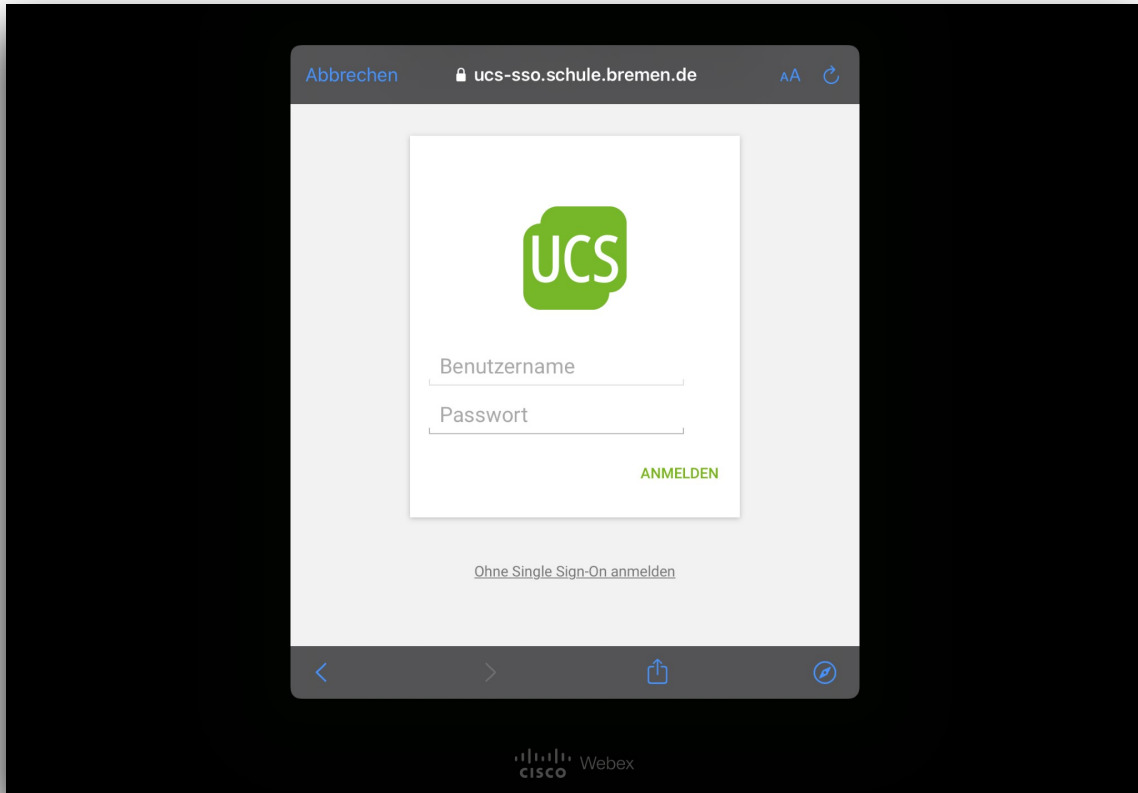 Abbrechen
ucs-sso.schule.bremen.de
AA
UCS
Benutzername
Passwort
ANMELDEN
Ohne Single Sign-On anmelden
CISCO Webex